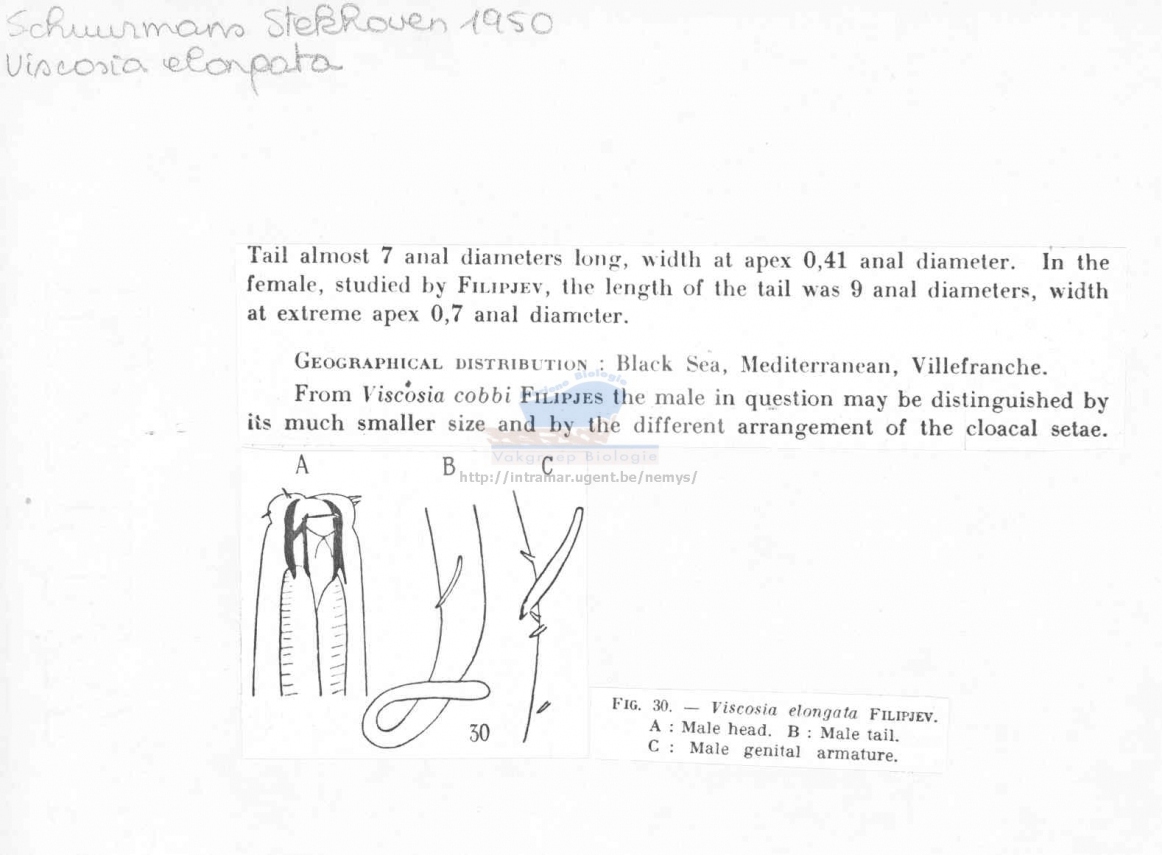 Schuurmans Stekhoven 1950
Viscosia elongata
Tail almost 7 anal diameters long, width at apex 0,41 anal diameter. In the
female, studied by FILIPJEV, the length of the tail was 9 anal diameters, width
at extreme apex 0,7 anal diameter.
GEOGRAPHICAL DISTRIBUTION : Black Sea, Mediterranean, Villefranche.
From Viscosia cobbi FILIPJES the male in question may be distinguished by
its much smaller size and by the different arrangement of the cloacal setae.
Biologie
Vakgroep Biologie
http://intramar.ugent.be/nemys/
A B C
30
FIG. 30. — Viscosia elongata FILIPJEV.
A : Male head. B : Male tail.
C : Male genital armature.